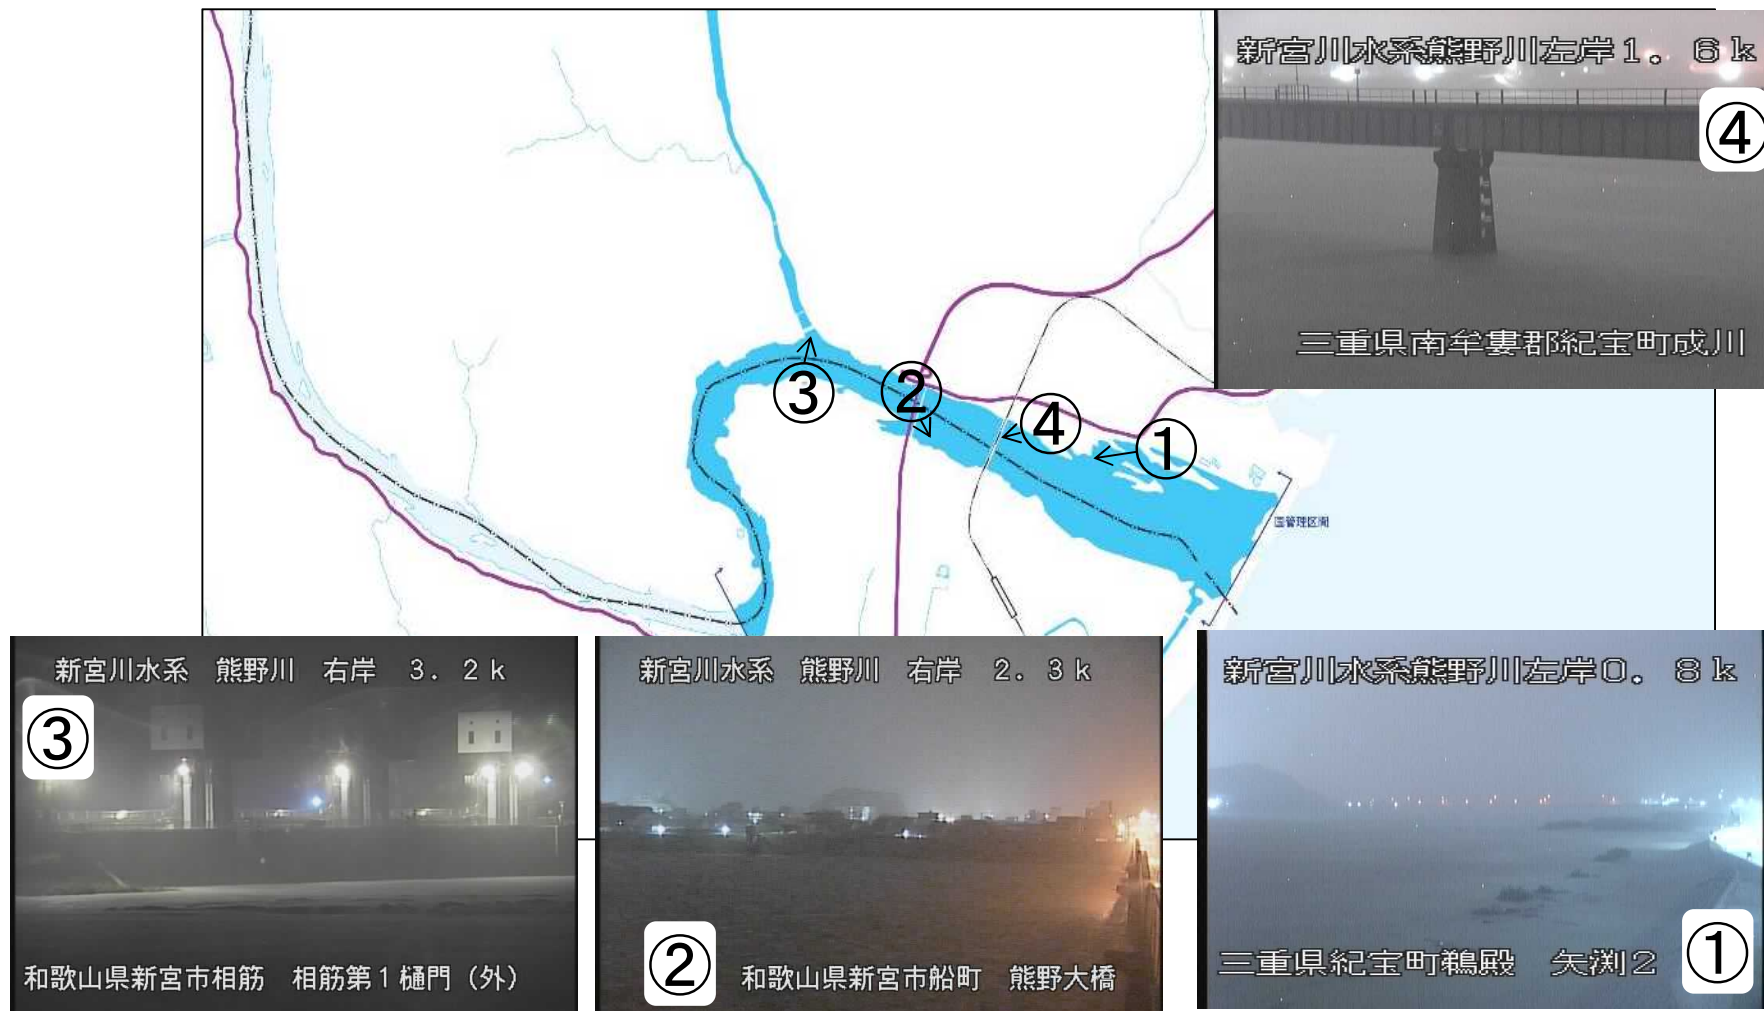 新宮川水系熊野川左岸１．６ｋ
④
三重県南牟婁郡紀宝町成川
③
②
④
①
国管理区間
新宮川水系　熊野川　右岸　３．２ｋ
③
和歌山県新宮市相筋　相筋第１樋門（外）
新宮川水系　熊野川　右岸　２．３ｋ
②
和歌山県新宮市船町　熊野大橋
新宮川水系熊野川左岸０．８ｋ
三重県紀宝町鵜殿　矢渕２
①